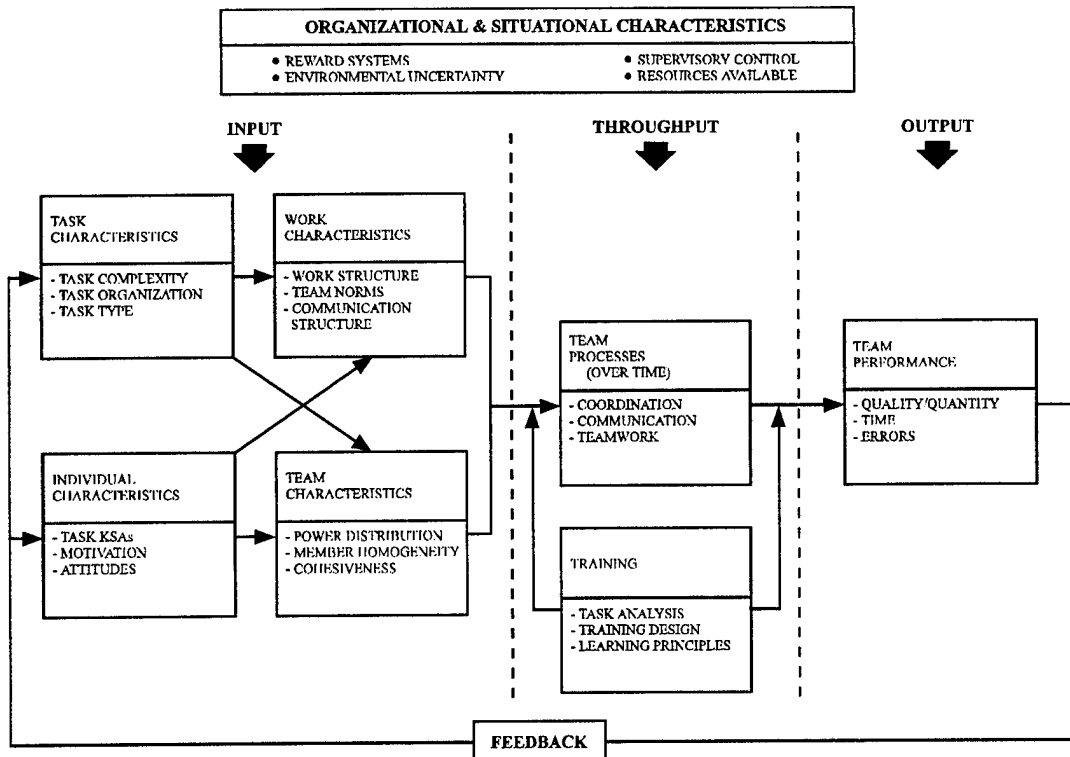 ORGANIZATIONAL & SITUATIONAL CHARACTERISTICS
• REWARD SYSTEMS
• ENVIRONMENTAL UNCERTAINTY
• SUPERVISORY CONTROL
• RESOURCES AVAILABLE
INPUT
THROUGHPUT
OUTPUT
TASK
CHARACTERISTICS
- TASK COMPLEXITY
- TASK ORGANIZATION
- TASK TYPE
WORK
CHARACTERISTICS
- WORK STRUCTURE
- TEAM NORMS
- COMMUNICATION
STRUCTURE
INDIVIDUAL
CHARACTERISTICS
- TASK KSAs
- MOTIVATION
- ATTITUDES
TEAM
CHARACTERISTICS
- POWER DISTRIBUTION
- MEMBER HOMOGENEITY
- COHESIVENESS
TEAM
PROCESSES
(OVER TIME)
- COORDINATION
- COMMUNICATION
- TEAMWORK
TRAINING
- TASK ANALYSIS
- TRAINING DESIGN
- LEARNING PRINCIPLES
TEAM
PERFORMANCE
- QUALITY/QUANTITY
- TIME
- ERRORS
FEEDBACK